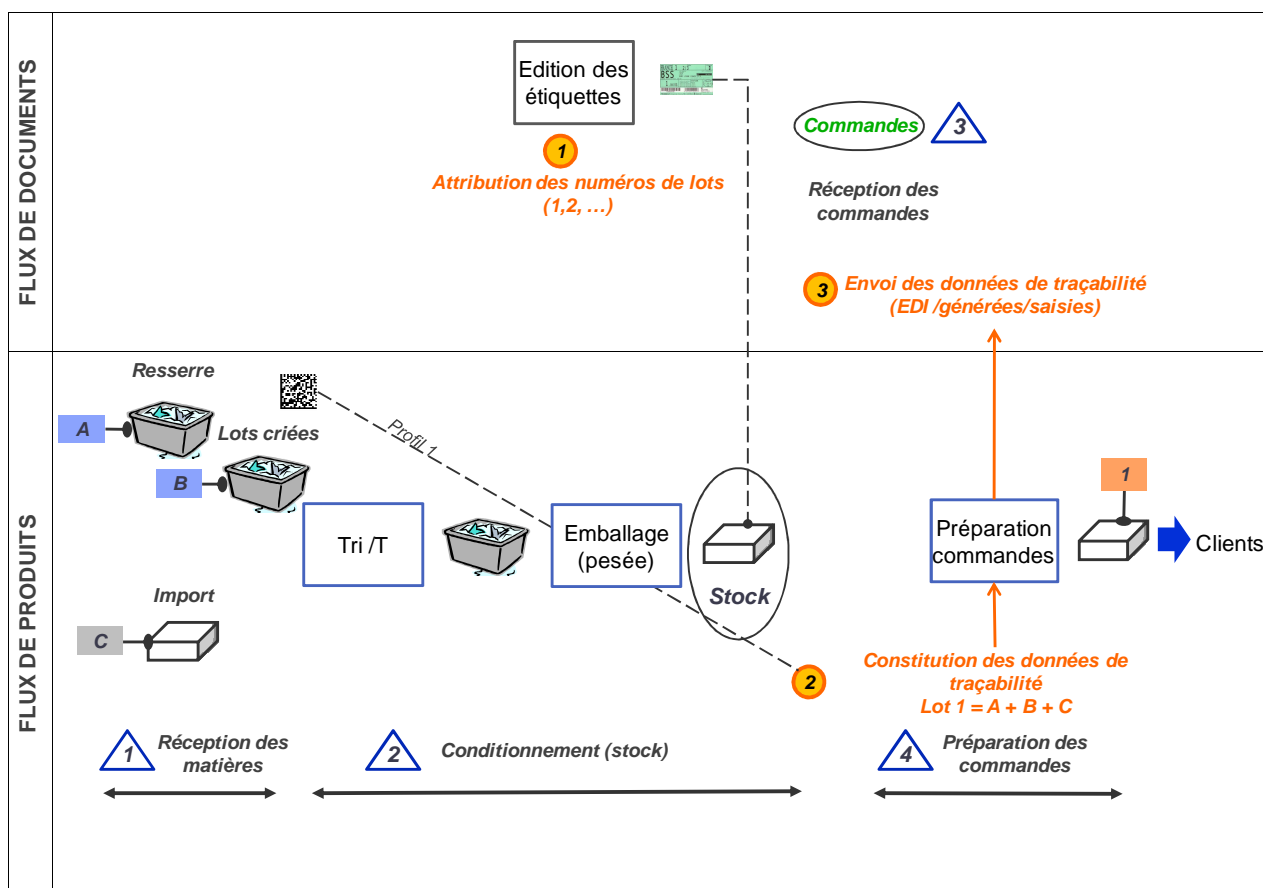 FLUX DE DOCUMENTS
Edition des
étiquettes
BSS
1
Attribution des numéros de lots
(1,2, …)
Commandes
3
Réception des
commandes
3
Envoi des données de traçabilité
(EDI /générées/saisies)
FLUX DE PRODUITS
Resserre
A
Lots criées
B
Profil 1
Tri /T
Emballage
(pesée)
Stock
Préparation
commandes
1
Clients
Import
C
2
Constitution des données de
traçabilité
Lot 1 = A + B + C
1
Réception des
matières
2
Conditionnement (stock)
4
Préparation des
commandes